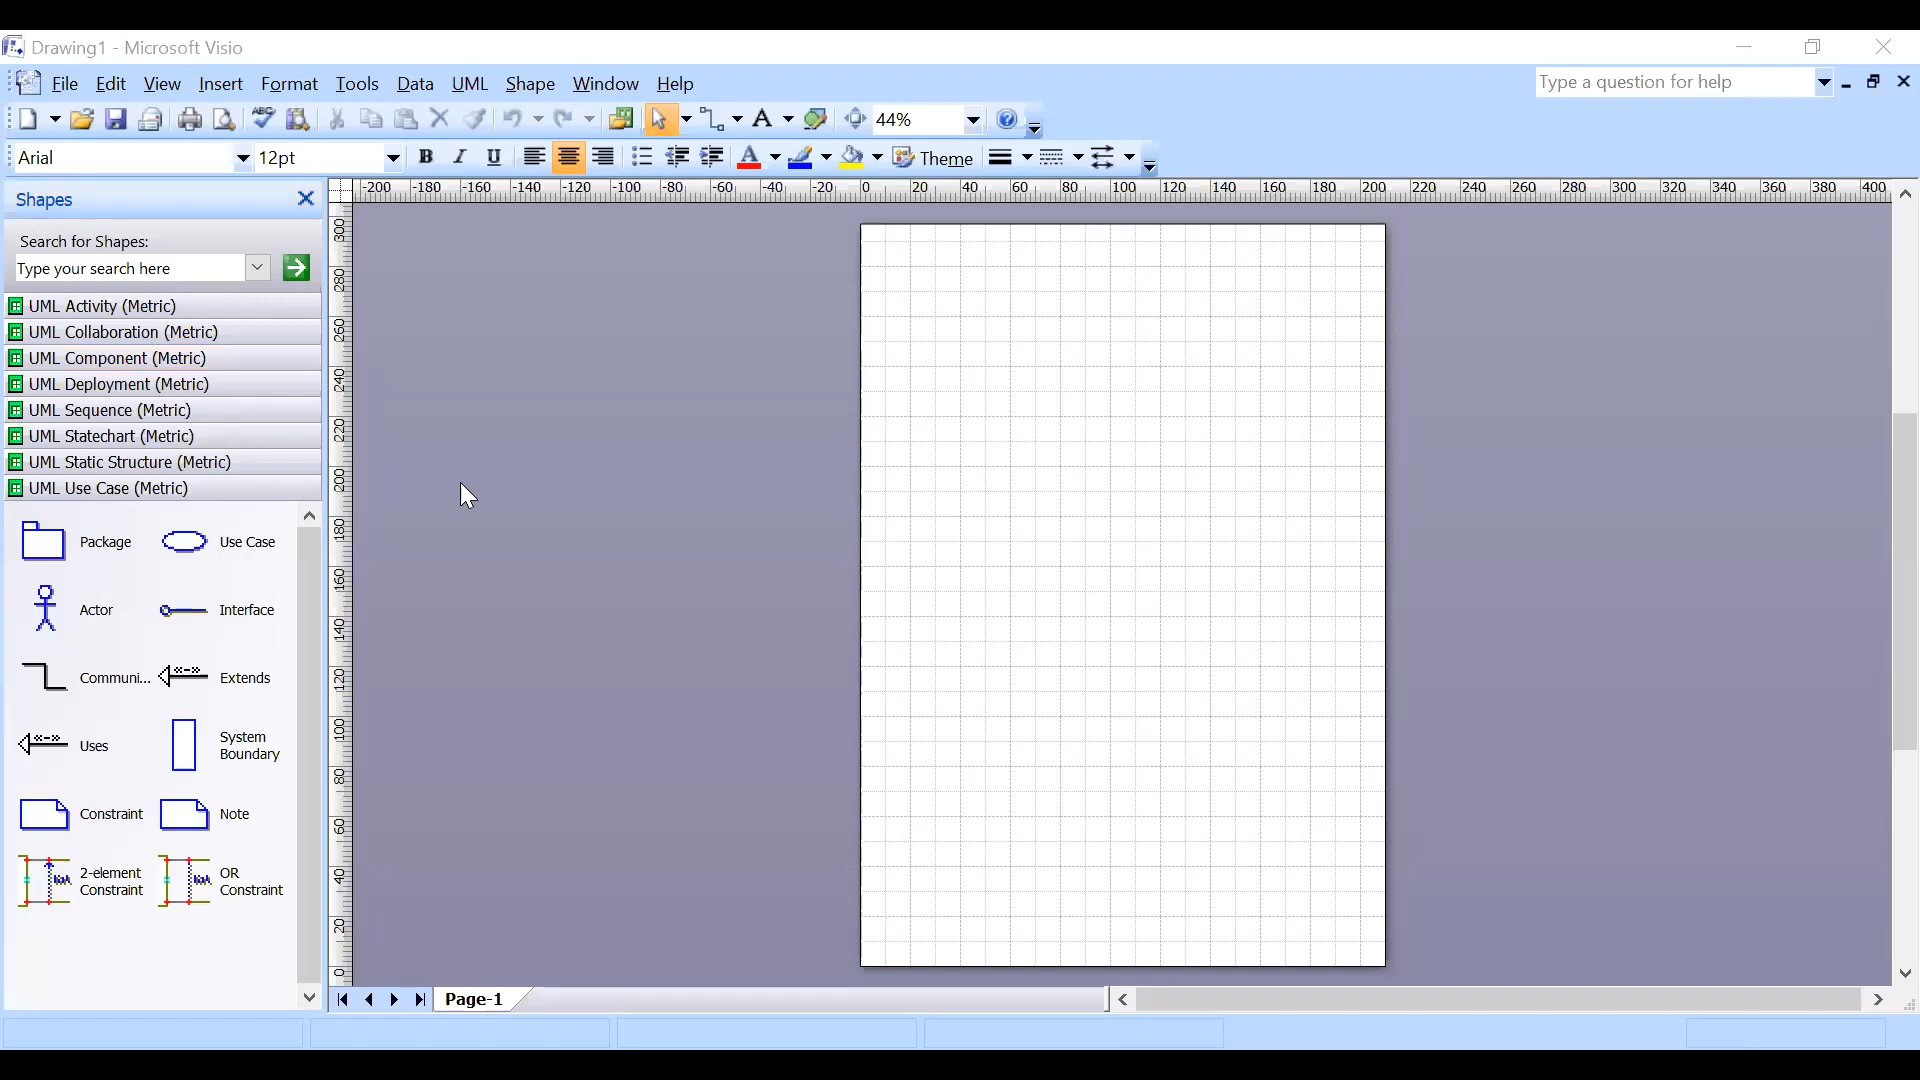 Drawing1 - Microsoft Visio
File Edit View Insert Format Tools Data UML Shape Window Help Type a question for help
ABC A 44%
Arial 12pt B I U A Theme
Shapes
-200 -180 -160 -140 -120 -100 -80 -60 -40 -20 0 20 40 60 80 100 120 140 160 180 200 220 240 260 280 300 320 340 360 380 400
Search for Shapes:
Type your search here
UML Activity (Metric)
UML Collaboration (Metric)
UML Component (Metric)
UML Deployment (Metric)
UML Sequence (Metric)
UML Statechart (Metric)
UML Static Structure (Metric)
UML Use Case (Metric)
Package Use Case
Actor Interface
Communi... Extends
Uses System Boundary
Constraint Note
2-element Constraint OR Constraint
300
280
260
240
220
200
180
160
140
120
100
80
60
40
20
0
Page-1